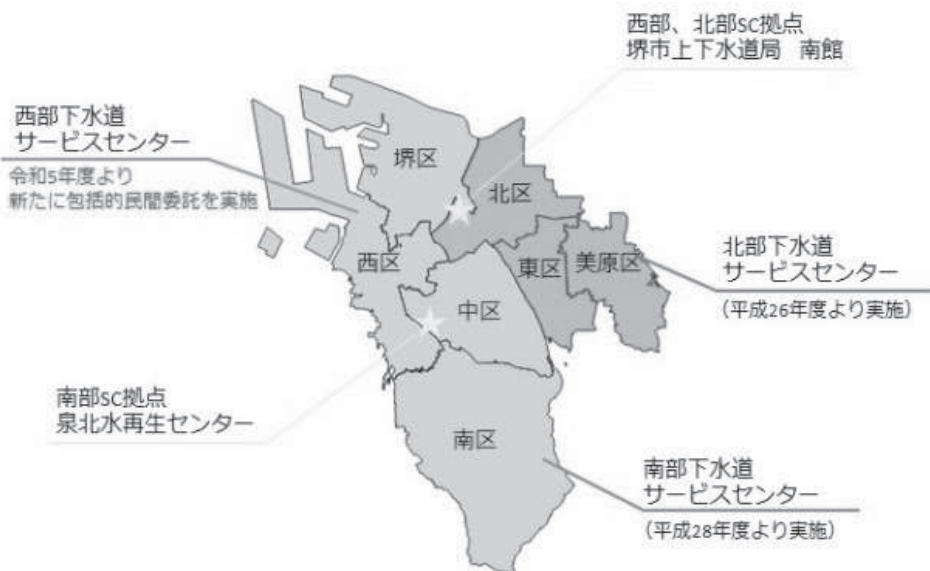 西部、北部SC拠点
堺市上下水道局 南館
西部下水道
サービスセンター
令和5年度より
新たに包括的民間委託を実施
堺区
北区
西区
東区
美原区
中区
北部下水道
サービスセンター
(平成26年度より実施)
南部SC拠点
泉北水再生センター
南区
南部下水道
サービスセンター
(平成28年度より実施)